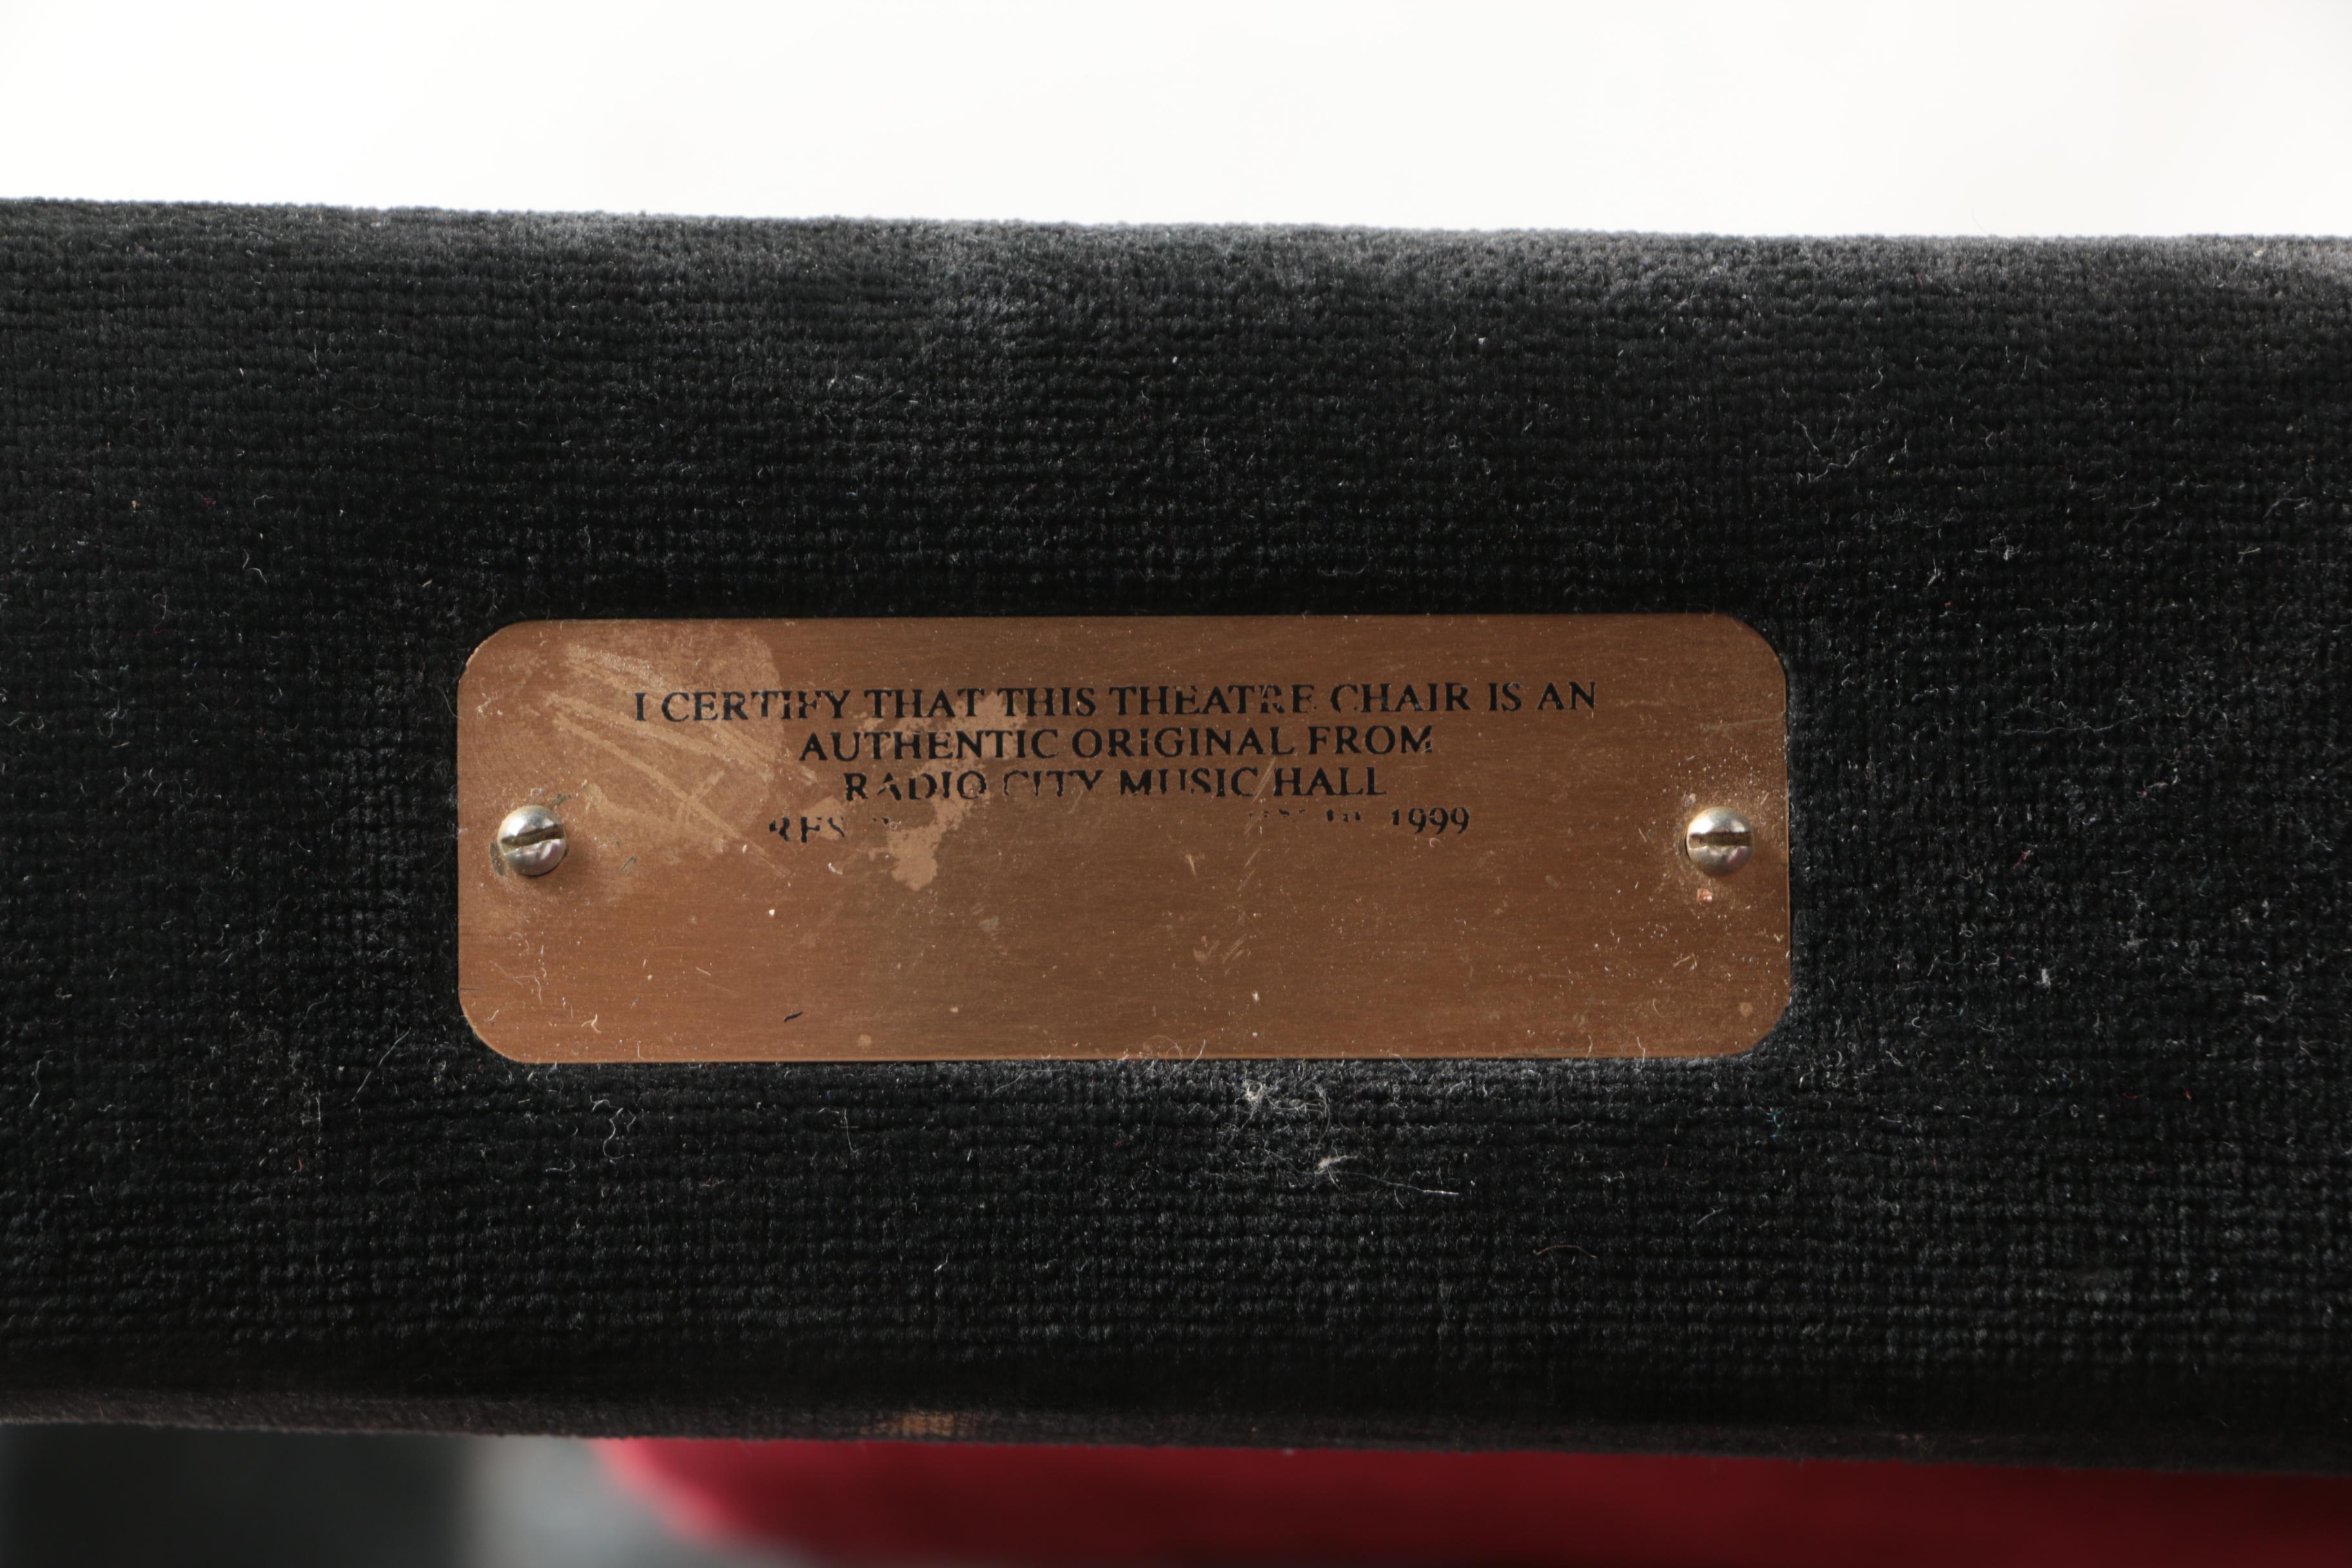 I CERTIFY THAT THIS THEATRE CHAIR IS AN
AUTHENTIC ORIGINAL FROM
RADIO CITY MUSIC HALL
1999